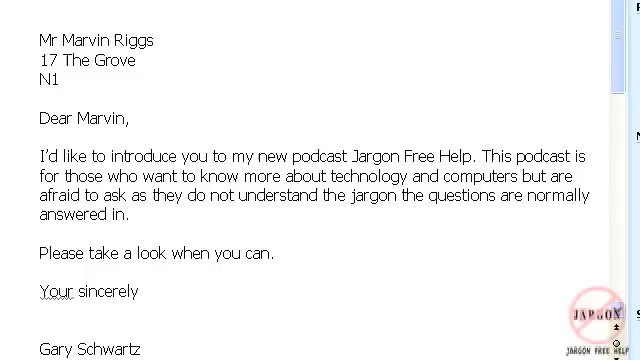 Mr Marvin Riggs
17 The Grove
N1
Dear Marvin,
I'd like to introduce you to my new podcast Jargon Free Help. This podcast is
for those who want to know more about technology and computers but are
afraid to ask as they do not understand the jargon the questions are normally
answered in.
Please take a look when you can.
Your sincerely
Gary Schwartz
JARGON
JARGON FREE HELP